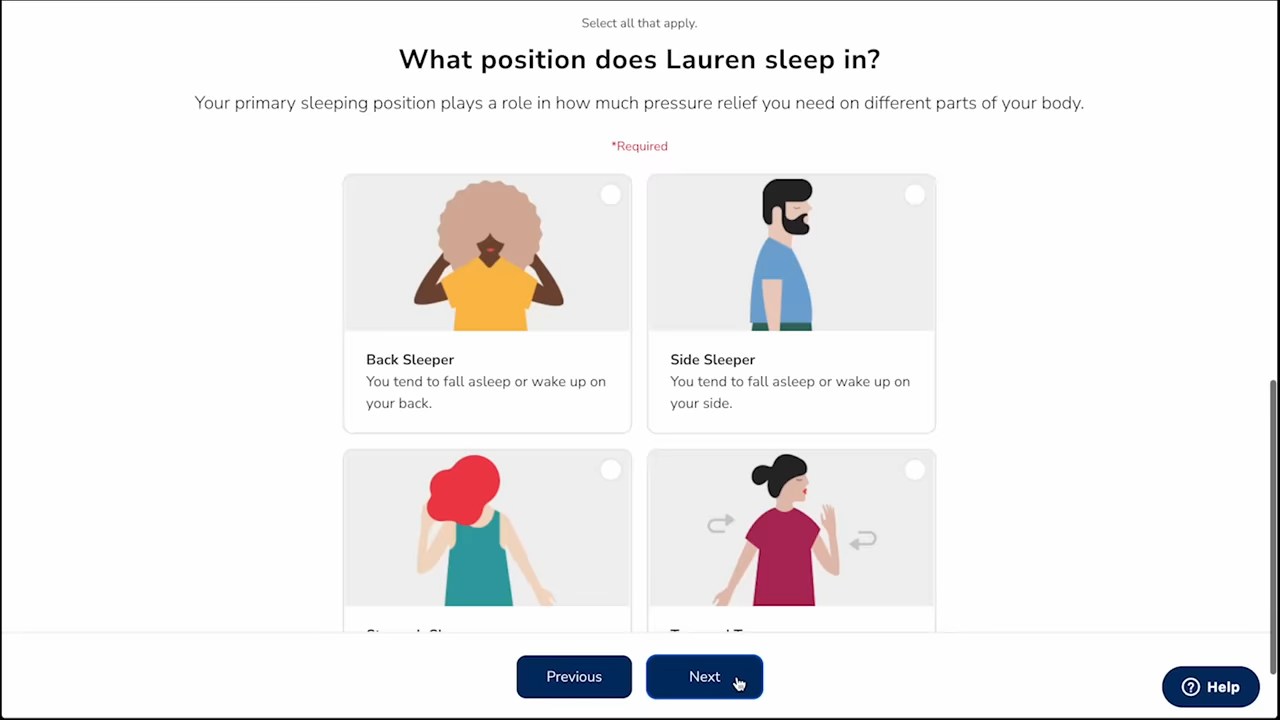 Select all that apply.
What position does Lauren sleep in?
Your primary sleeping position plays a role in how much pressure relief you need on different parts of your body.
*Required
Back Sleeper
You tend to fall asleep or wake up on
your back.
Side Sleeper
You tend to fall asleep or wake up on
your side.
Previous
Next
Help